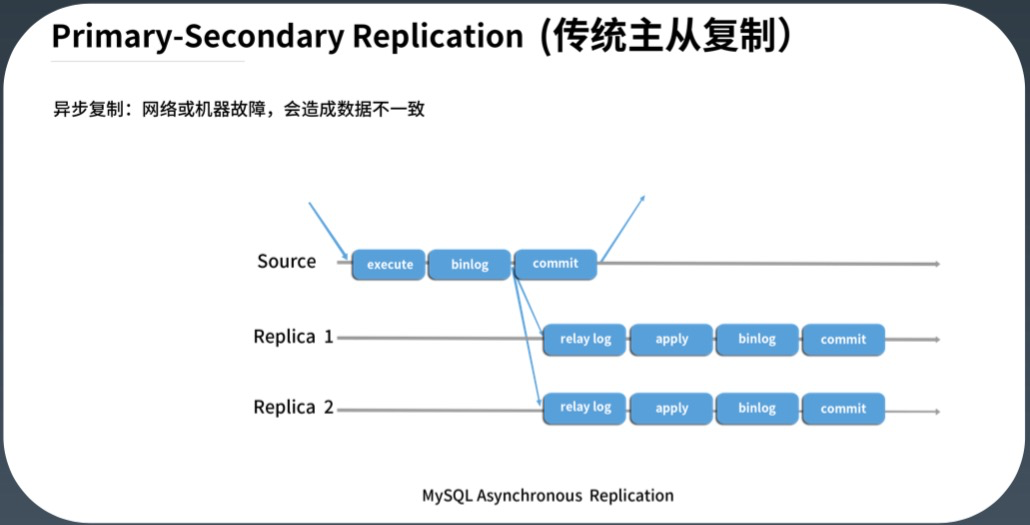 Primary-Secondary Replication (传统主从复制）
异步复制：网络或机器故障，会造成数据不一致
Source execute binlog commit
Replica 1 relay log apply binlog commit
Replica 2 relay log apply binlog commit
MySQL Asynchronous Replication